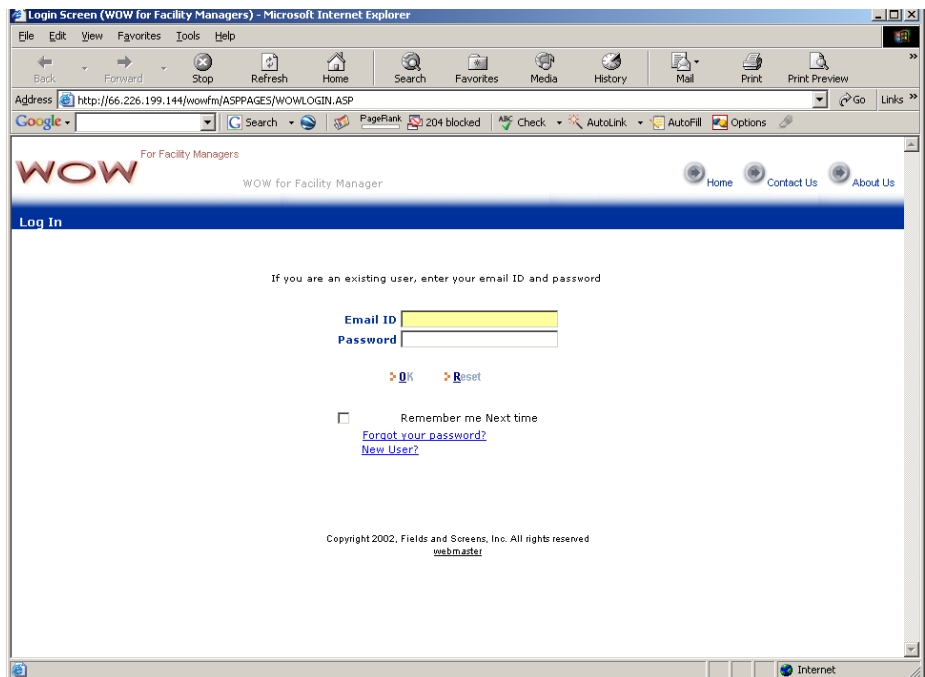 Login Screen (WOW for Facility Managers) - Microsoft Internet Explorer
File Edit View Favorites Tools Help
Back Forward Stop Refresh Home Search Favorites Media History Mail Print Print Preview »
Address http://66.226.199.144/wowfm/ASPPAGES/WOWLOGIN.ASP Go Links »
Google Search PageRank 204 blocked ABC Check AutoLink AutoFill Options
For Facility Managers
WOW
WOW for Facility Manager
Home Contact Us About Us
Log In
If you are an existing user, enter your email ID and password
Email ID
Password
OK Reset
Remember me Next time
Forgot your password?
New User?
Copyright 2002, Fields and Screens, Inc. All rights reserved
webmaster
Internet